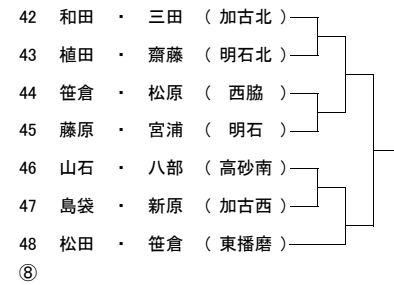 42 和田 ・ 三田 （ 加古北 ）
43 植田 ・ 齋藤 （ 明石北 ）
44 笹倉 ・ 松原 （ 西脇 ）
45 藤原 ・ 宮浦 （ 明石 ）
46 山石 ・ 八部 （ 高砂南 ）
47 島袋 ・ 新原 （ 加古西 ）
48 松田 ・ 笹倉 （ 東播磨 ）
⑧